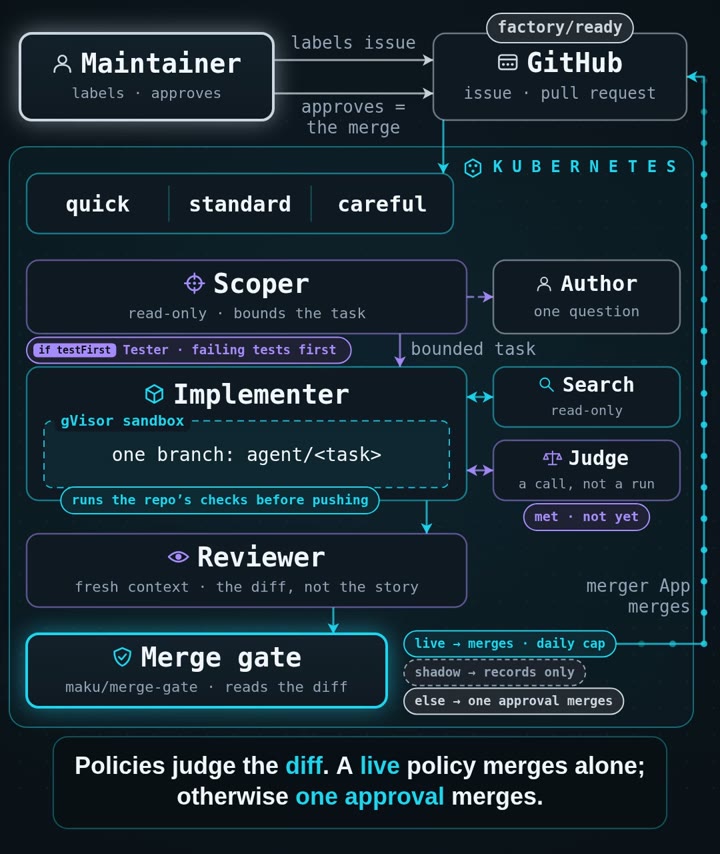 factory/ready
Maintainer
labels · approves
labels issue
approves =
the merge
GitHub
issue · pull request
KUBERNETES
quick
standard
careful
Scoper
read-only · bounds the task
Author
one question
if testFirst Tester · failing tests first
bounded task
Implementer
gVisor sandbox
one branch: agent/<task>
runs the repo’s checks before pushing
Search
read-only
Judge
a call, not a run
met · not yet
Reviewer
fresh context · the diff, not the story
merger App
merges
Merge gate
maku/merge-gate · reads the diff
live → merges · daily cap
shadow → records only
else → one approval merges
Policies judge the diff. A live policy merges alone;
otherwise one approval merges.